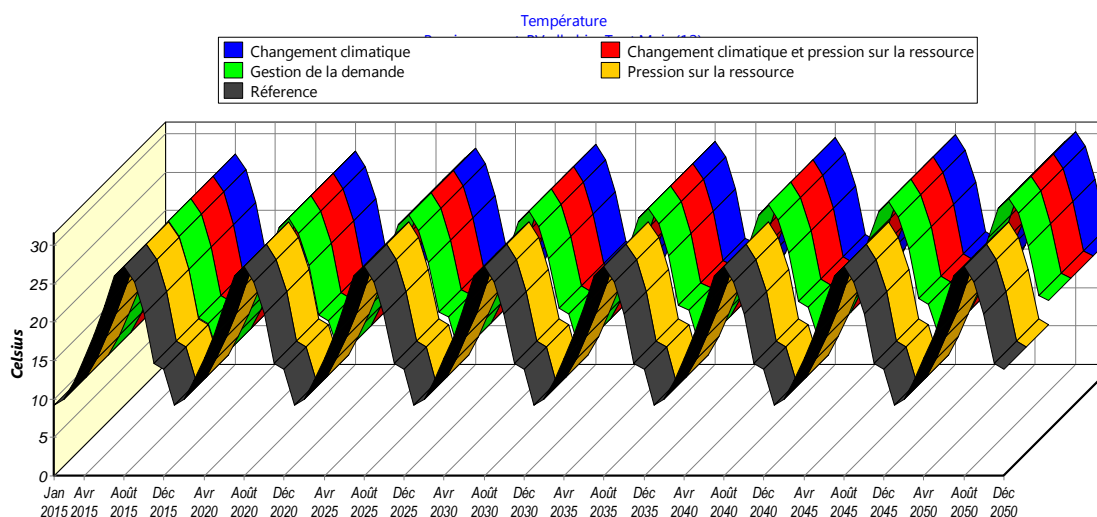 Température
Changement climatique
Changement climatique et pression sur la ressource
Gestion de la demande
Pression sur la ressource
Réference
Celsius
30
25
20
15
10
5
0
Jan Avr Août Déc Avr Août Déc Avr Août Déc Avr Août Déc Avr Août Déc Avr Août Déc Avr Août Déc Avr Août Déc
2015 2015 2015 2015 2020 2020 2020 2025 2025 2025 2030 2030 2030 2035 2035 2035 2040 2040 2040 2045 2045 2045 2050 2050 2050